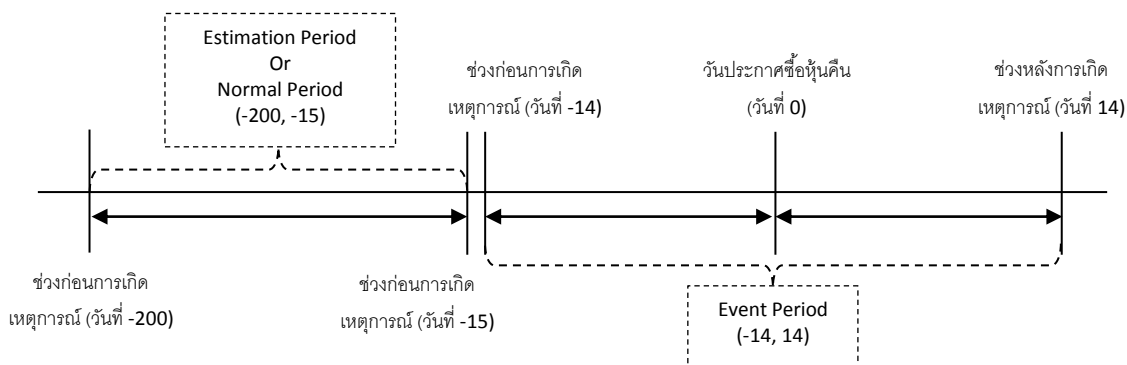 Estimation Period
Or
Normal Period
(-200, -15)
ช่วงก่อนการเกิด
เหตุการณ์ (วันที่ -14)
วันประกาศซื้อหุ้นคืน
(วันที่ 0)
ช่วงหลังการเกิด
เหตุการณ์ (วันที่ 14)
ช่วงก่อนการเกิด
เหตุการณ์ (วันที่ -200)
ช่วงก่อนการเกิด
เหตุการณ์ (วันที่ -15)
Event Period
(-14, 14)